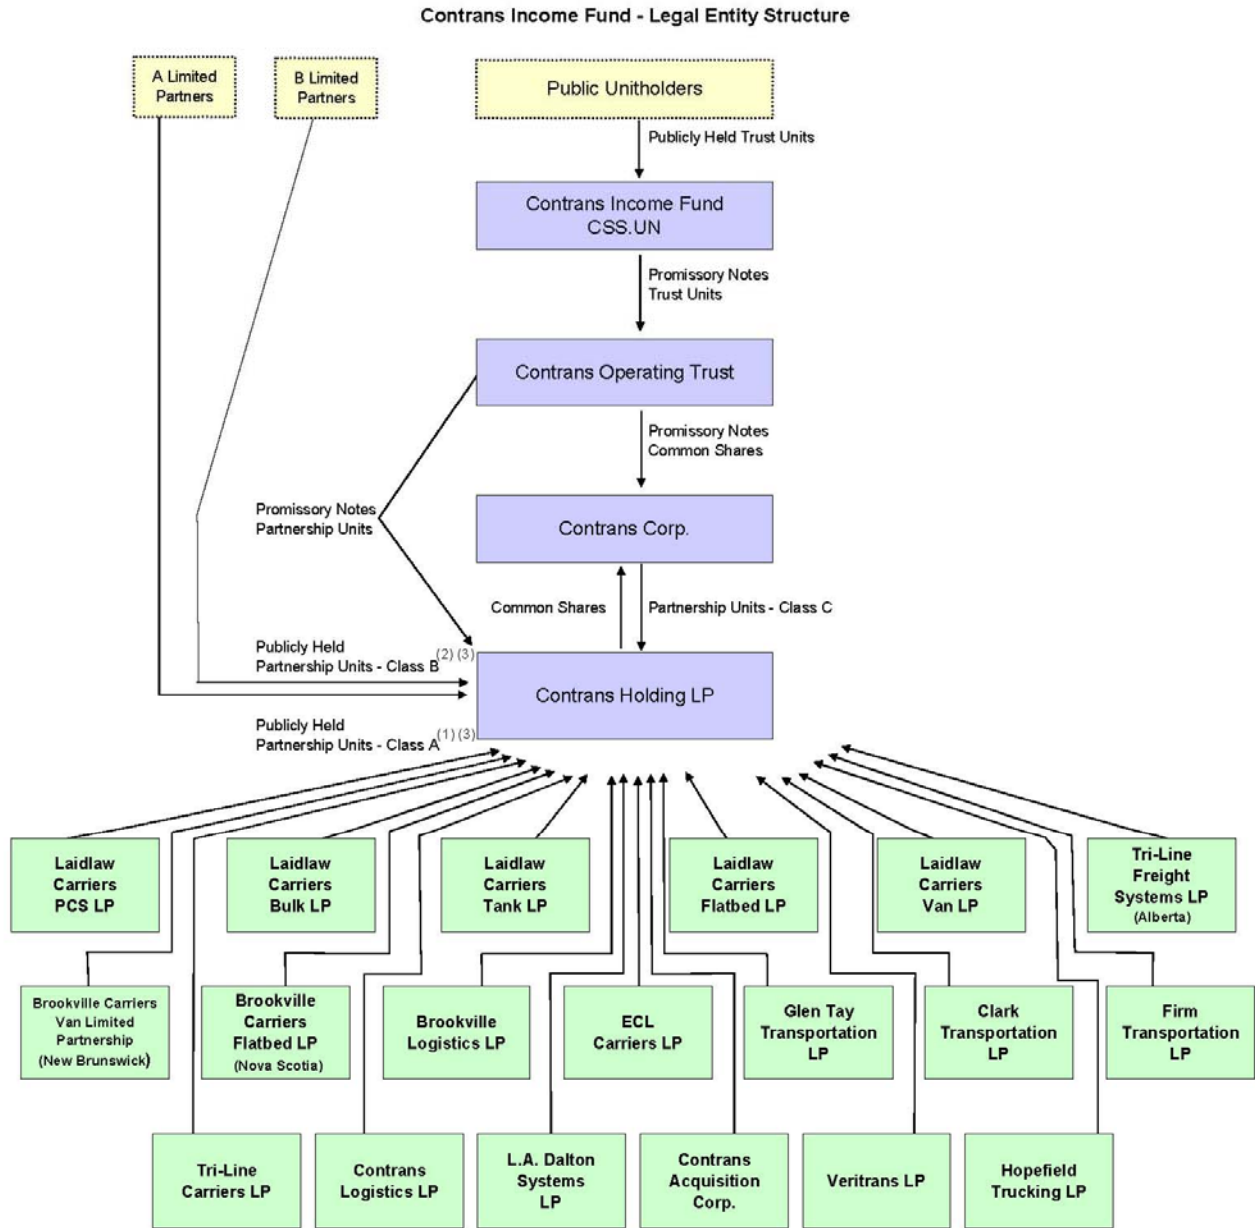 Contrans Income Fund - Legal Entity Structure
A Limited
Partners
B Limited
Partners
Public Unitholders
Publicly Held Trust Units
Contrans Income Fund
CSS.UN
Promissory Notes
Trust Units
Contrans Operating Trust
Promissory Notes
Common Shares
Promissory Notes
Partnership Units
Contrans Corp.
Common Shares
Partnership Units - Class C
Publicly Held
Partnership Units - Class B (2) (3)
Contrans Holding LP
Publicly Held
Partnership Units - Class A (1) (3)
Laidlaw
Carriers
PCS LP
Laidlaw
Carriers
Bulk LP
Laidlaw
Carriers
Tank LP
Laidlaw
Carriers
Flatbed LP
Laidlaw
Carriers
Van LP
Tri-Line
Freight
Systems LP
(Alberta)
Brookville Carriers
Van Limited
Partnership
(New Brunswick)
Brookville
Carriers
Flatbed LP
(Nova Scotia)
Brookville
Logistics LP
ECL
Carriers LP
Glen Tay
Transportation
LP
Clark
Transportation
LP
Firm
Transportation
LP
Tri-Line
Carriers LP
Contrans
Logistics LP
L.A. Dalton
Systems
LP
Contrans
Acquisition
Corp.
Veritrans LP
Hopefield
Trucking LP